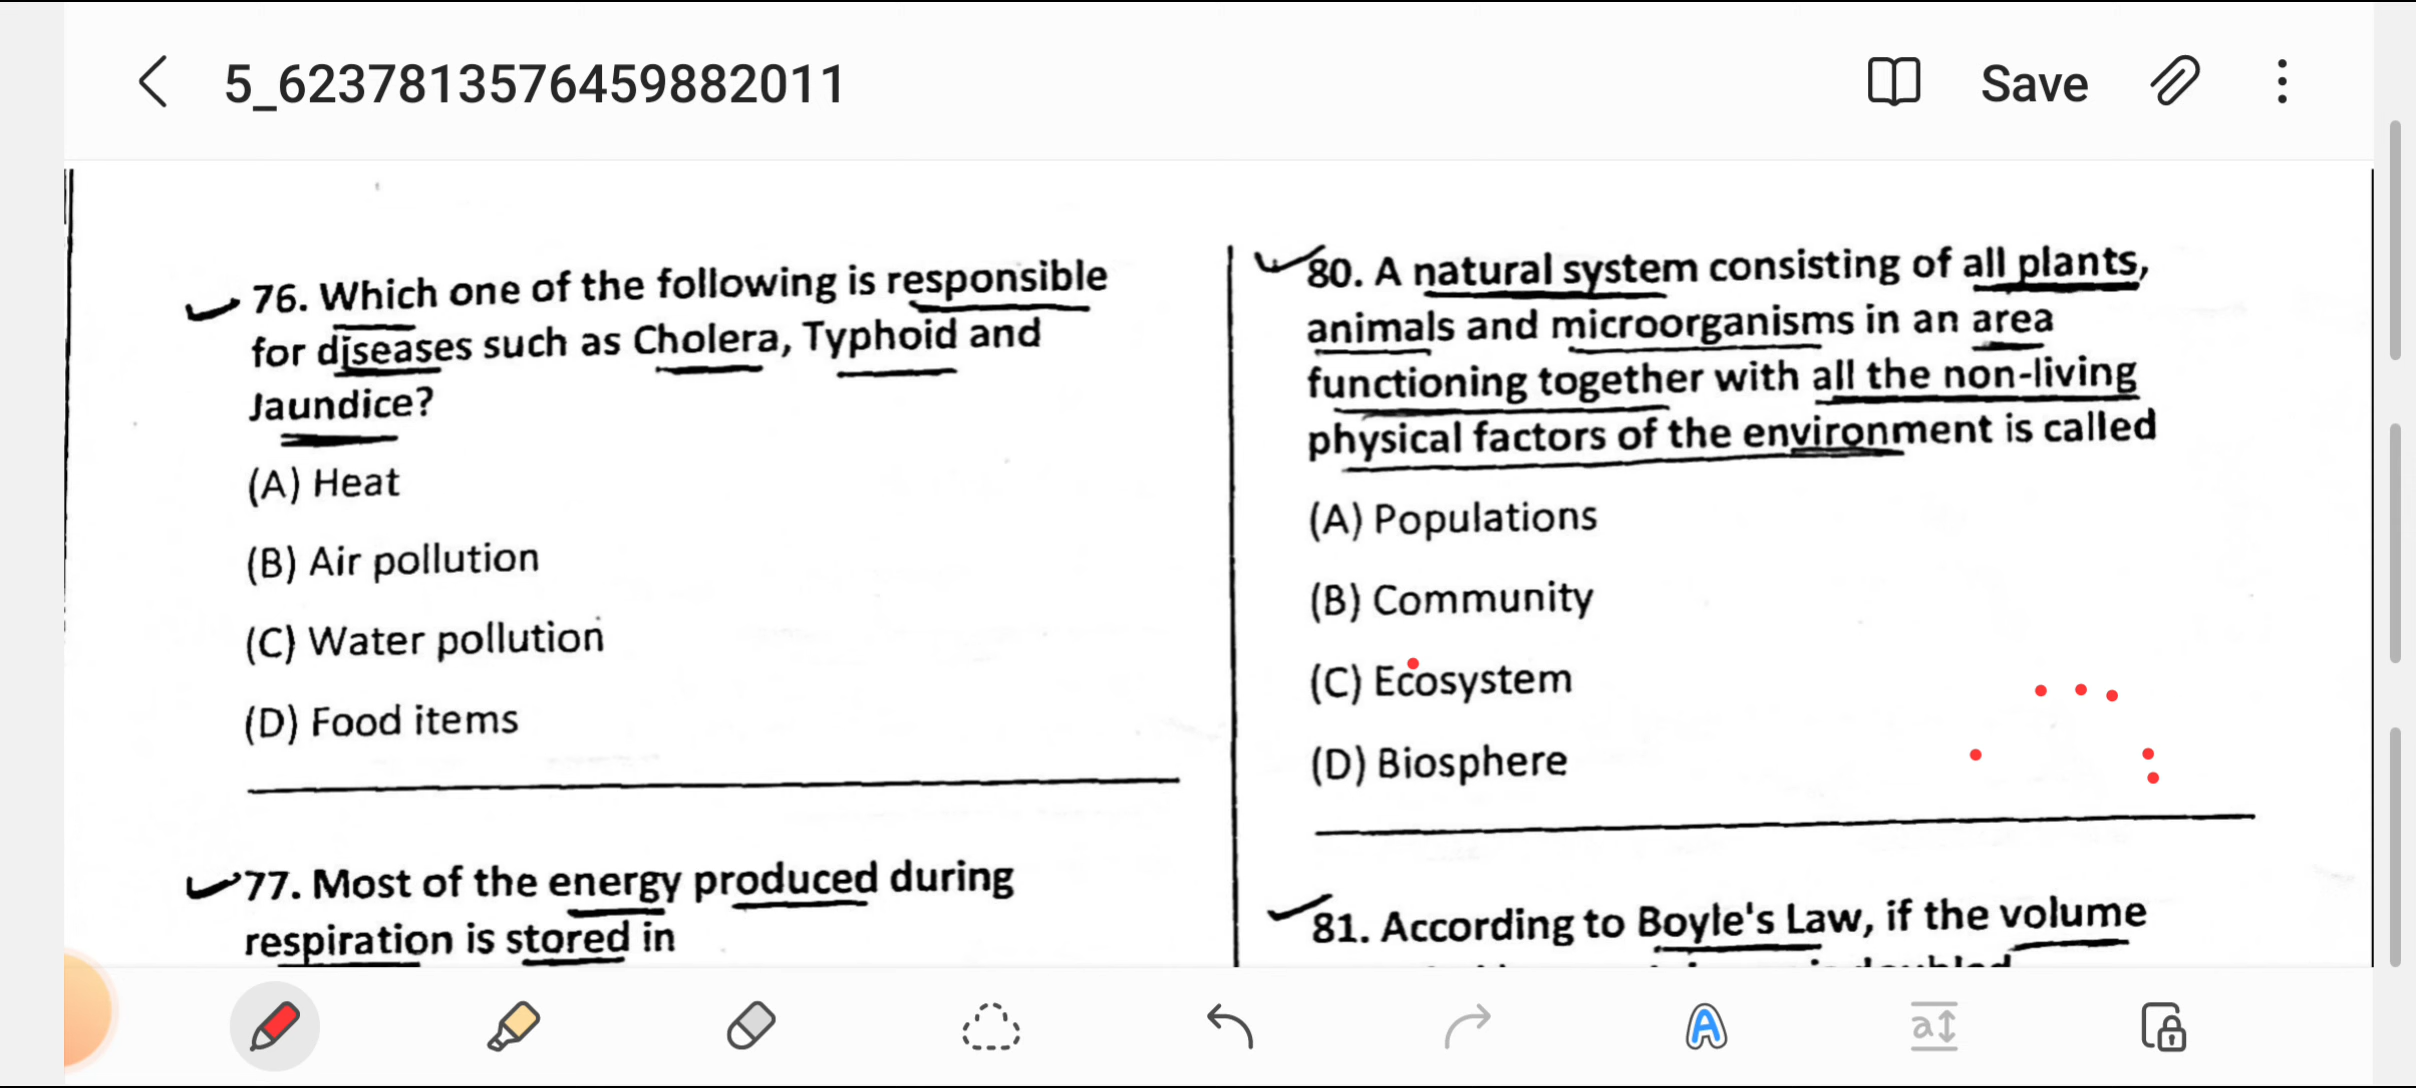 5_6237813576459882011
Save
76. Which one of the following is responsible
for diseases such as Cholera, Typhoid and
Jaundice?
(A) Heat
(B) Air pollution
(C) Water pollution
(D) Food items
77. Most of the energy produced during
respiration is stored in
80. A natural system consisting of all plants,
animals and microorganisms in an area
functioning together with all the non-living
physical factors of the environment is called
(A) Populations
(B) Community
(C) Ecosystem
(D) Biosphere
81. According to Boyle's Law, if the volume
A
a